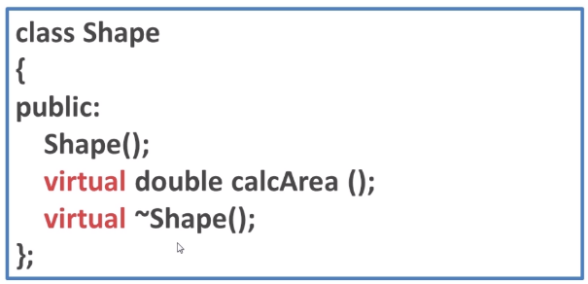 class Shape
{
public:
Shape();
virtual double calcArea ();
virtual ~Shape();
};